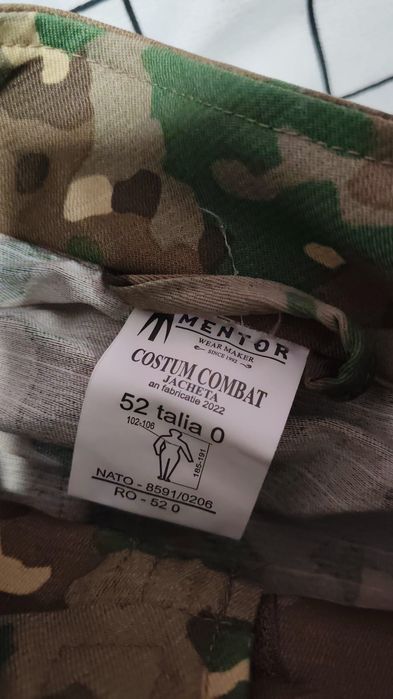 MENTOR
WEAR MAKER
SINCE 1992
COSTUM COMBAT
JACHETA
an fabricatie 2022
52 talia 0
102-106
185-191
NATO - 8591/0206
RO - 52 0